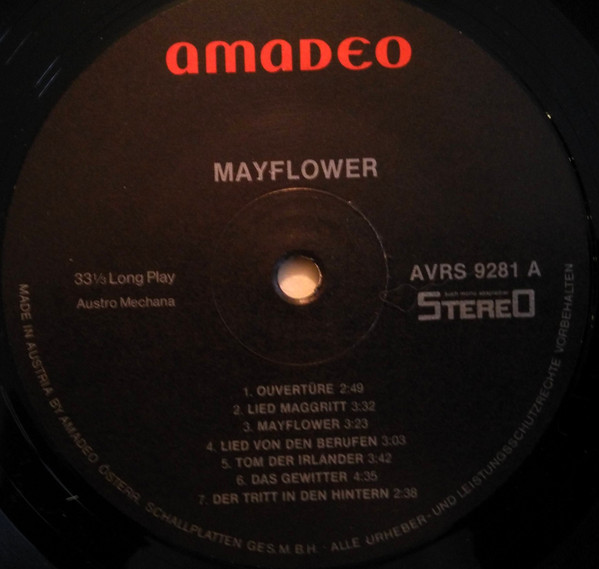 amaDEO
MAYFLOWER
33⅓ Long Play
Austro Mechana
AVRS 9281 A
STEREO
1. OUVERTÜRE 2:49
2. LIED MAGGRITT 3:32
3. MAYFLOWER 3:23
4. LIED VON DEN BERUFEN 3:03
5. TOM DER IRLÄNDER 3:42
6. DAS GEWITTER 4:35
7. DER TRITT IN DEN HINTERN 2:38
MADE IN AUSTRIA BY AMADEO ÖSTERR. SCHALLPLATTEN GES.M.B.H. - ALLE URHEBER- UND LEISTUNGSSCHUTZRECHTE VORBEHALTEN